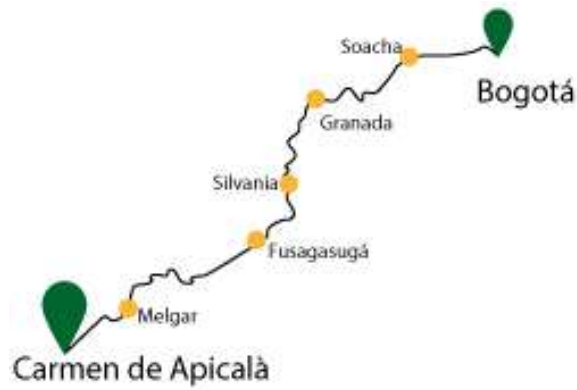 Soacha
Bogotá
Granada
Silvania
Fusagasugá
Melgar
Carmen de Apicalà